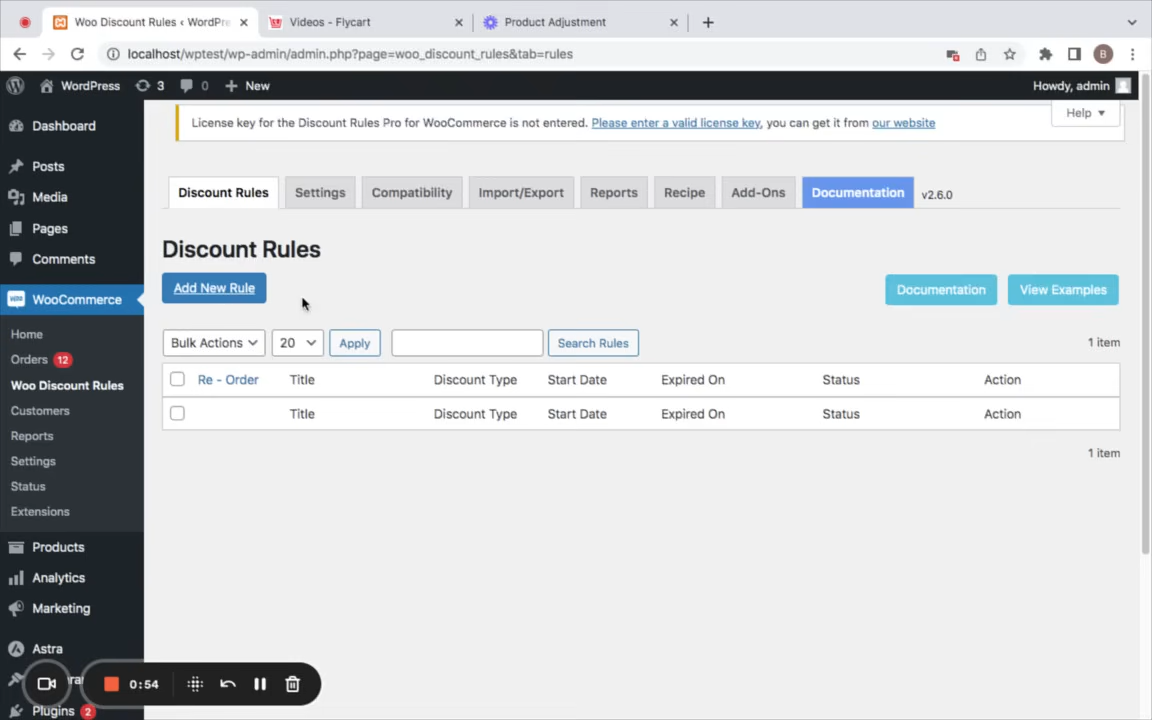 Woo Discount Rules ‹ WordPre
Videos - Flycart
Product Adjustment
localhost/wptest/wp-admin/admin.php?page=woo_discount_rules&tab=rules
B
WordPress
3
0
New
Howdy, admin
Dashboard
Posts
Media
Pages
Comments
WooCommerce
Home
Orders 12
Woo Discount Rules
Customers
Reports
Settings
Status
Extensions
Products
Analytics
Marketing
Astra
Plugins 2
0:54
License key for the Discount Rules Pro for WooCommerce is not entered. Please enter a valid license key, you can get it from our website
Help
Discount Rules Settings Compatibility Import/Export Reports Recipe Add-Ons Documentation v2.6.0
Discount Rules
Add New Rule
Documentation
View Examples
Bulk Actions 20 Apply Search Rules 1 item
Re - Order Title Discount Type Start Date Expired On Status Action
Title Discount Type Start Date Expired On Status Action
1 item